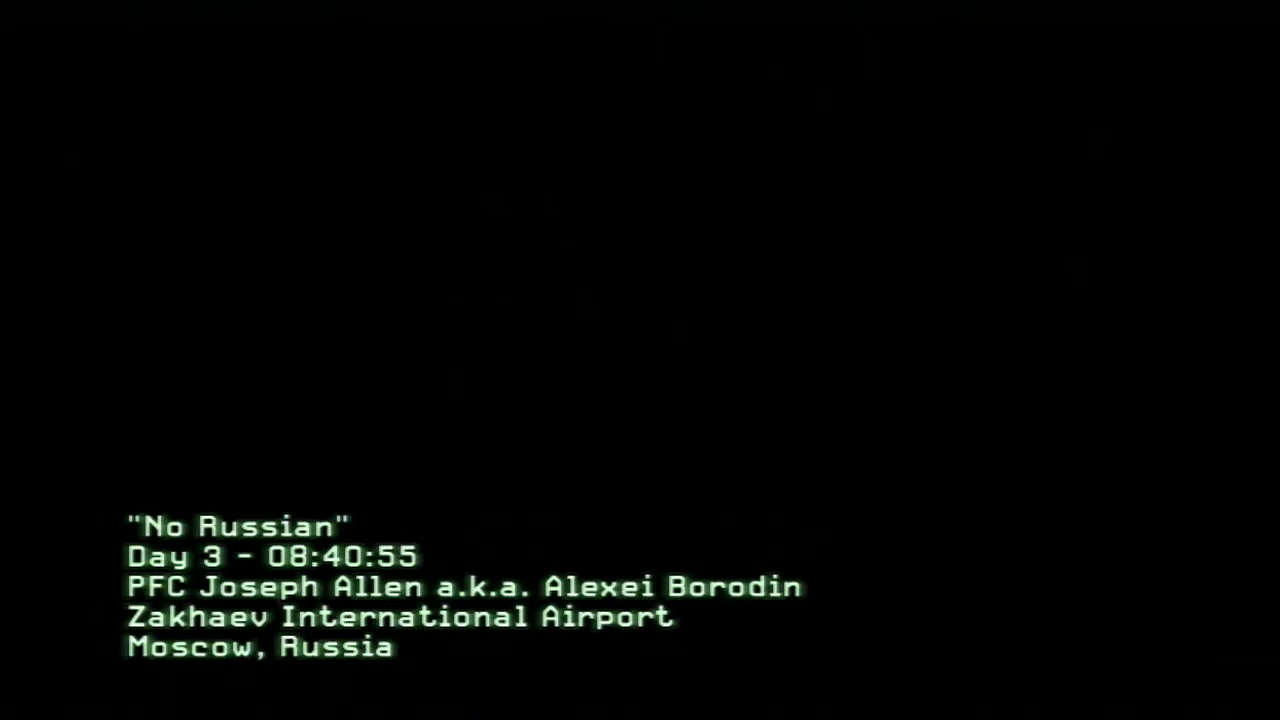 "No Russian"
Day 3 - 08:40:55
PFC Joseph Allen a.k.a. Alexei Borodin
Zakhaev International Airport
Moscow, Russia